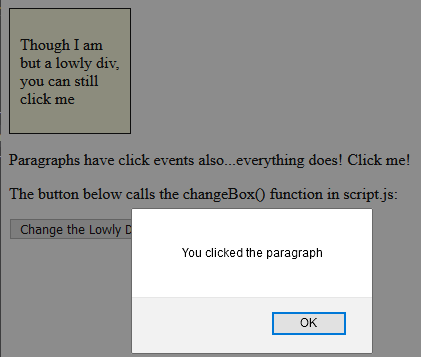 Though I am
but a lowly div,
you can still
click me
Paragraphs have click events also...everything does! Click me!
The button below calls the changeBox() function in script.js:
Change the Lowly
You clicked the paragraph
OK